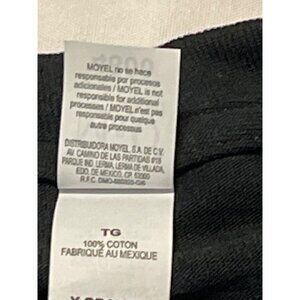 MOYEL no se hace
responsable por procesos
adicionales / MOYEL is not
responsible for additional
processes / MOYEL n'est pas
responsable pour quelque
autre processus
DISTRIBUIDORA MOYEL, S.A. DE C.V.
AV. CAMINO DE LAS PARTIDAS #18
PARQUE IND. LERMA, LERMA DE VILLADA,
EDO. DE MEXICO, CP. 52000
R.F.C.
TG
100% COTON
FABRIQUÉ AU MEXIQUE